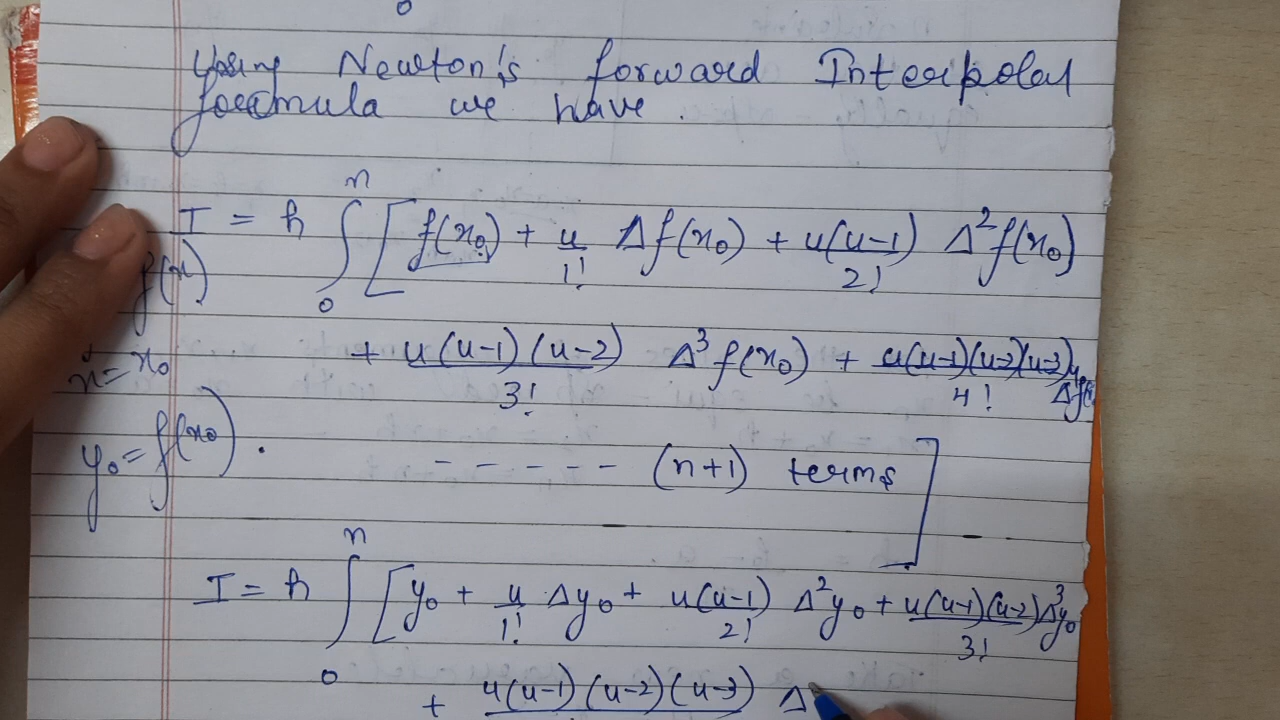 Using Newton's forward Interpolat
formula we have.
I = h ∫₀ⁿ [f(x₀) + u/1! Δf(x₀) + u(u-1)/2! Δ²f(x₀)
f(x)
+ u(u-1)(u-2)/3! Δ³f(x₀) + u(u-1)(u-2)(u-3)/4! Δ⁴f(
x = x₀
y₀ = f(x₀).
----- (n+1) terms]
I = h ∫₀ⁿ [y₀ + u/1! Δy₀ + u(u-1)/2! Δ²y₀ + u(u-1)(u-2)/3! Δ³y₀
+ u(u-1)(u-2)(u-3) Δ